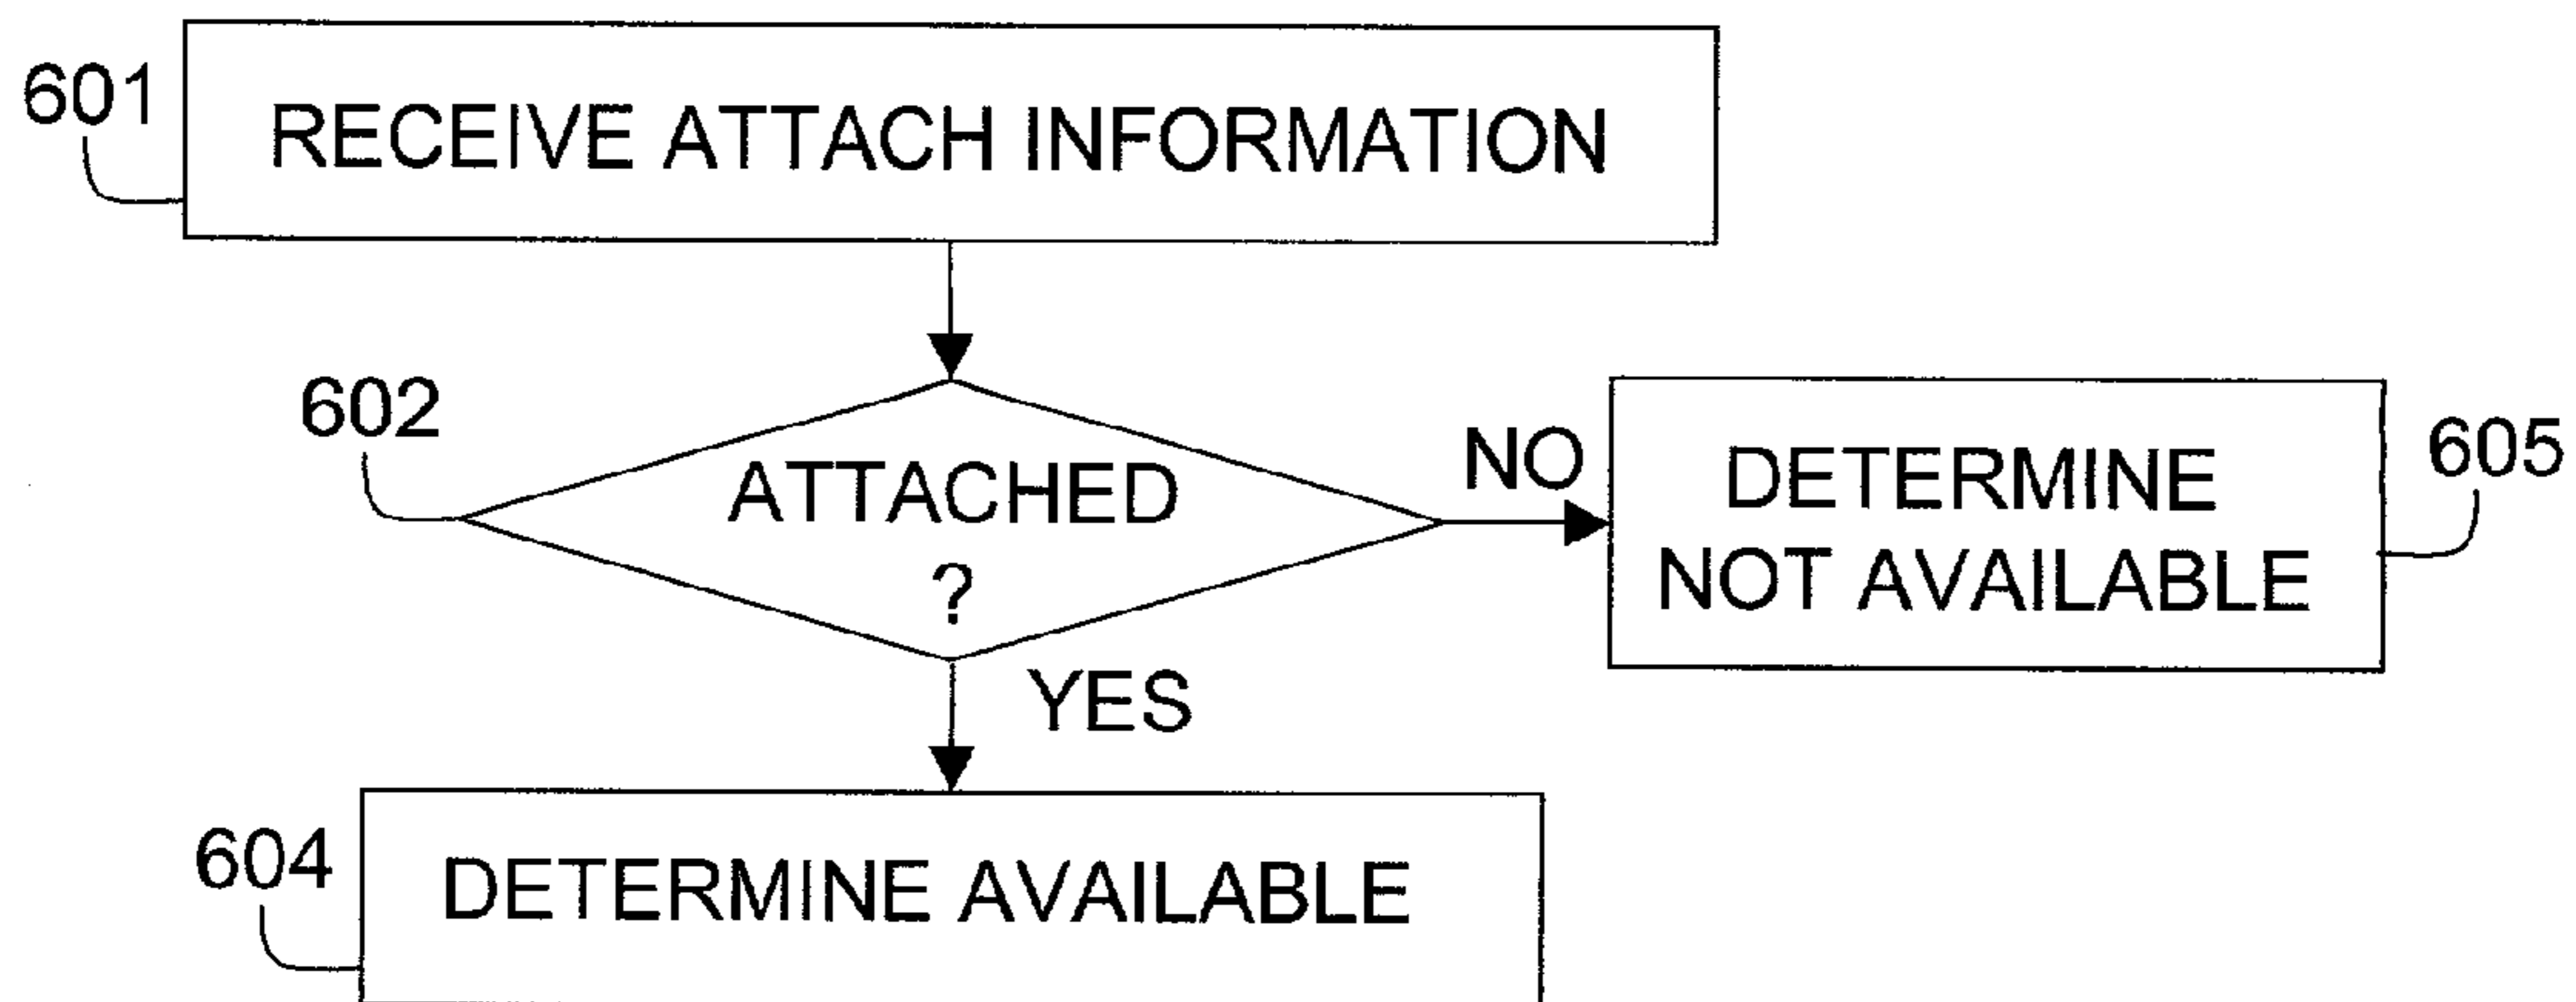 601
RECEIVE ATTACH INFORMATION
602
ATTACHED
?
NO
DETERMINE
NOT AVAILABLE
605
YES
604
DETERMINE AVAILABLE